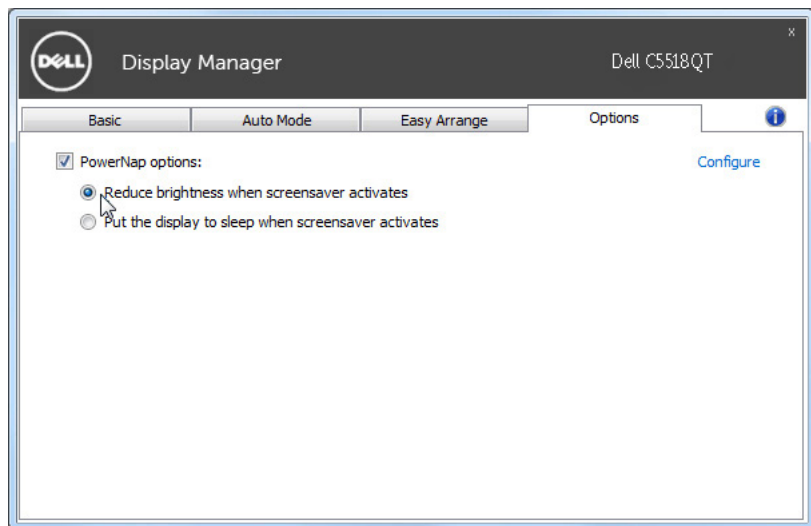 x
DELL
Display Manager
Dell C5518QT
Basic
Auto Mode
Easy Arrange
Options
i
PowerNap options:
Configure
Reduce brightness when screensaver activates
Put the display to sleep when screensaver activates